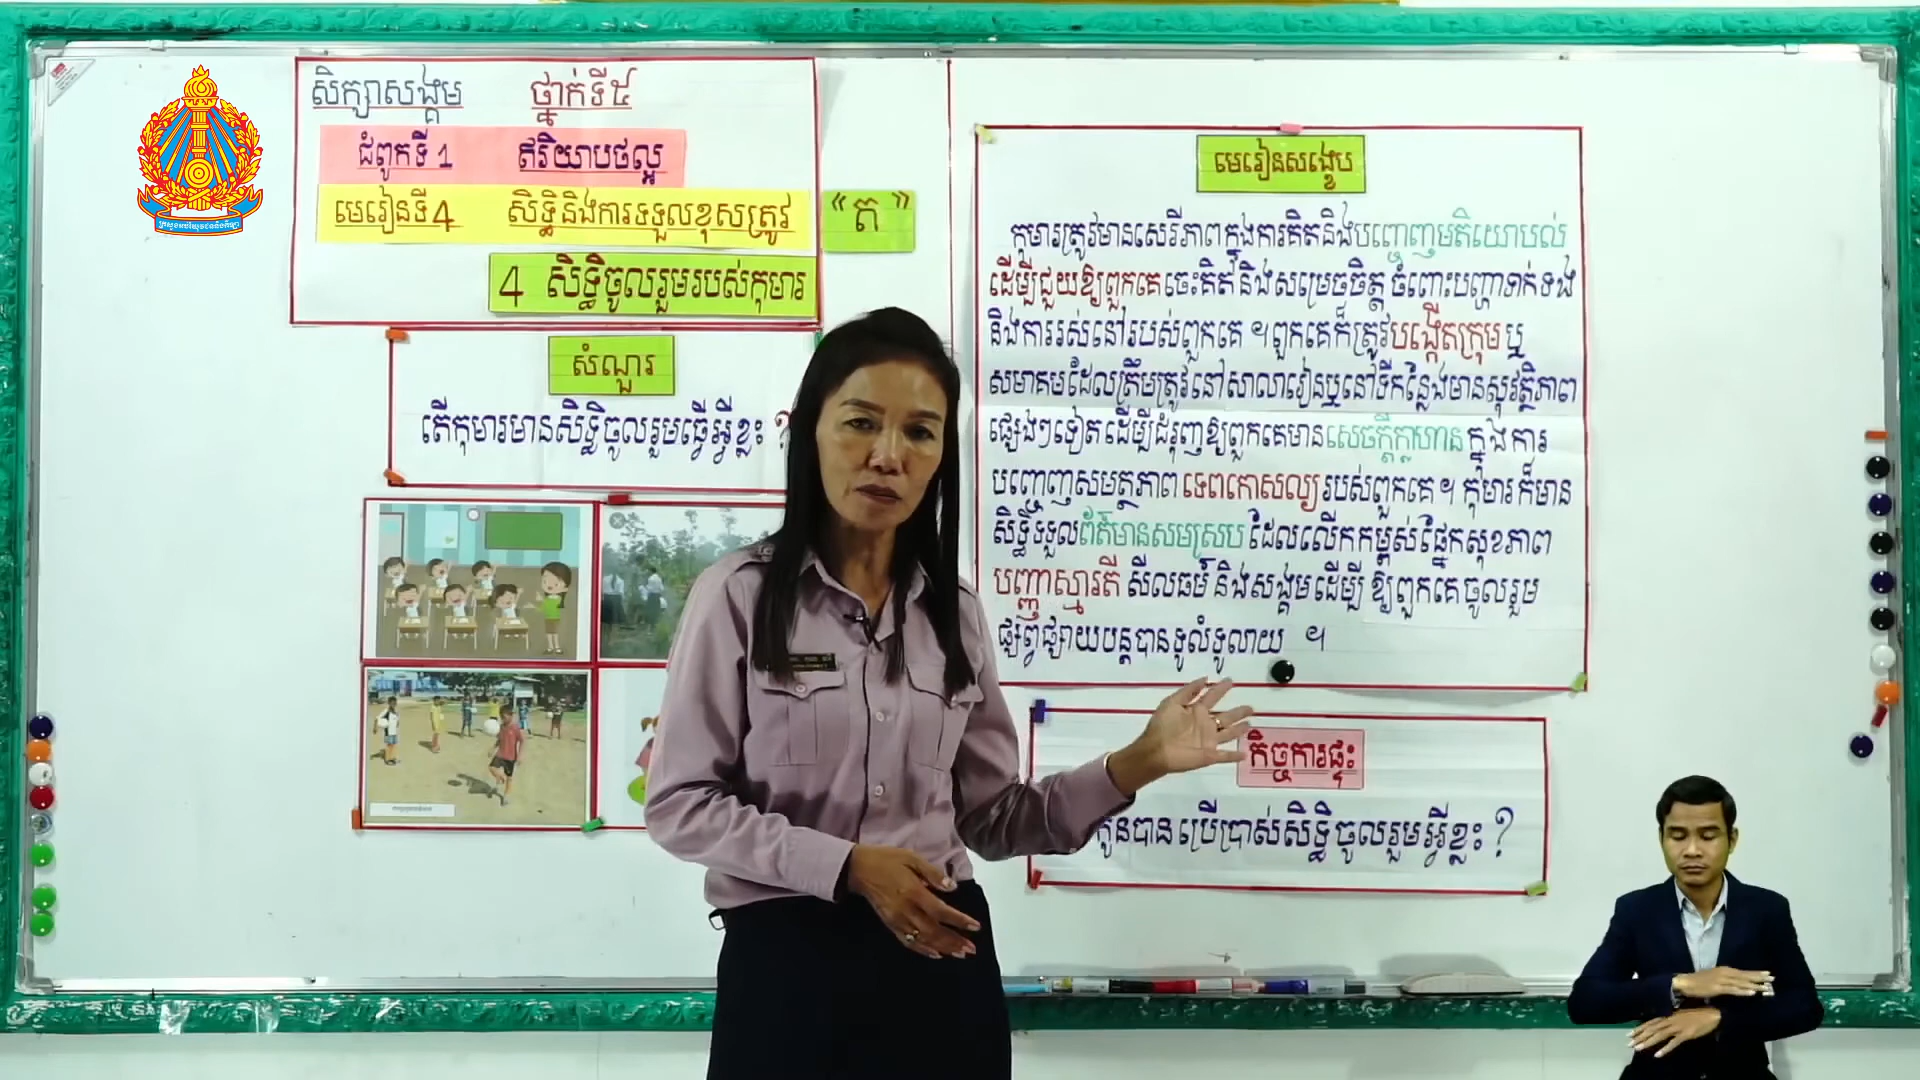 សិក្សាសង្គម ថ្នាក់ទី៥
ជំពូកទី 1 ឥរិយាបថល្អ
មេរៀនទី4 សិទ្ធិនិងការទទួលខុសត្រូវ
“ត”
4 សិទ្ធិចូលរួមរបស់កុមារ
សំណួរ
តើកុមារមានសិទ្ធិចូលរួមធ្វើអ្វីខ្លះ ?
មេរៀនសង្ខេប
កុមារត្រូវមានសេរីភាពក្នុងការគិតនិងបញ្ចេញមតិយោបល់
ដើម្បីជួយឱ្យពួកគេចេះគិតនិងសម្រេចចិត្ត ចំពោះបញ្ហាទាក់ទង
និងការរស់នៅរបស់ពួកគេ ។ ពួកគេក៏ត្រូវបង្កើតក្រុម ឬ
សមាគមដែលត្រឹមត្រូវនៅសាលារៀនឬនៅទីកន្លែងមានសុវត្ថិភាព
ផ្សេងៗទៀតដើម្បីជំរុញឱ្យពួកគេមានសេចក្តីក្លាហានក្នុងការ
បញ្ចេញសមត្ថភាព ទេពកោសល្យ របស់ពួកគេ ។ កុមារក៏មាន
សិទ្ធិទទួលព័ត៌មានសមស្រប ដែលលើកកម្ពស់ផ្នែកសុខភាព
បញ្ញាស្មារតី សីលធម៌ និងសង្គមដើម្បី ឱ្យពួកគេចូលរួម
ផ្សព្វផ្សាយបន្តបានទូលំទូលាយ ។
កិច្ចការផ្ទះ
កូនបានប្រើប្រាស់សិទ្ធិចូលរួមអ្វីខ្លះ ?